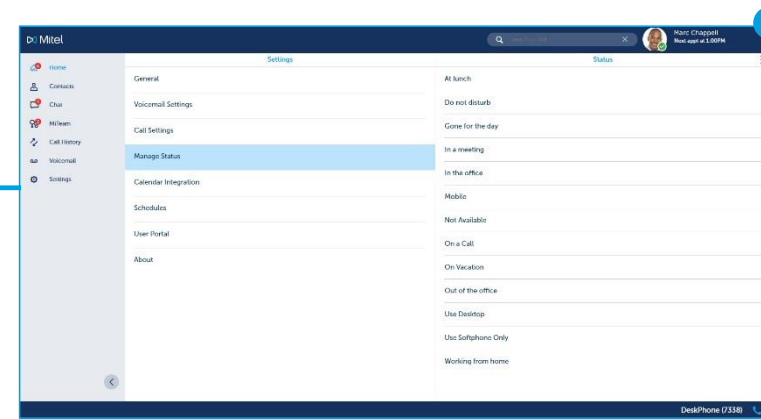 Mitel
Marc Chappell
Next appt at 1:00PM
Settings
Status
Home
Contacts
Chat
MiTeam
Call History
Voicemail
Settings
General
Voicemail Settings
Call Settings
Manage Status
Calendar Integration
Schedules
User Portal
About
At lunch
Do not disturb
Gone for the day
In a meeting
In the office
Mobile
Not Available
On a Call
On Vacation
Out of the office
Use Desktop
Use Softphone Only
Working from home
DeskPhone (7338)